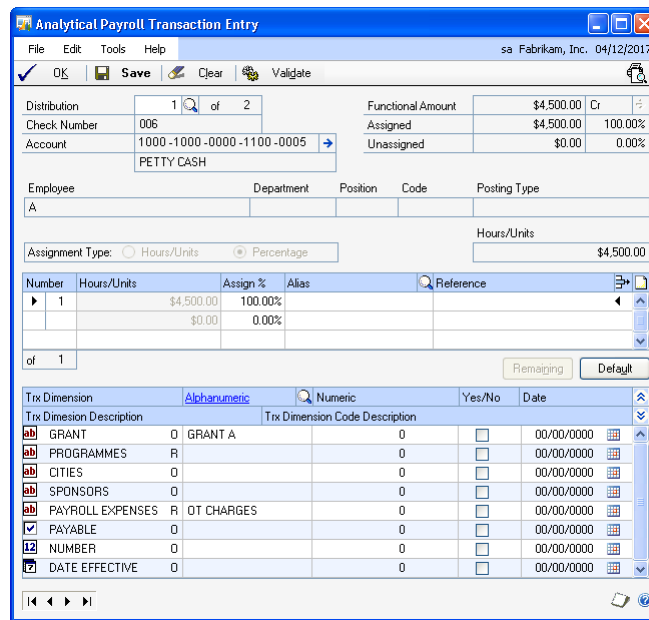 Analytical Payroll Transaction Entry
File Edit Tools Help sa Fabrikam, Inc. 04/12/2017
OK Save Clear Validate
Distribution 1 of 2 Functional Amount $4,500.00 Cr
Check Number 006 Assigned $4,500.00 100.00%
Account 1000 -1000 -0000 -1100 -0005 Unassigned $0.00 0.00%
PETTY CASH
Employee Department Position Code Posting Type
A
Hours/Units
Assignment Type: Hours/Units Percentage $4,500.00
Number Hours/Units Assign % Alias Reference
1 $4,500.00 100.00%
$0.00 0.00%
of 1 Remaining Default
Trx Dimension Alphanumeric Numeric Yes/No Date
Trx Dimesion Description Trx Dimension Code Description
ab GRANT O GRANT A 0 00/00/0000
ab PROGRAMMES R 0 00/00/0000
ab CITIES O 0 00/00/0000
ab SPONSORS O 0 00/00/0000
ab PAYROLL EXPENSES R OT CHARGES 0 00/00/0000
PAYABLE O 0 00/00/0000
12 NUMBER O 0 00/00/0000
7 DATE EFFECTIVE O 0 00/00/0000